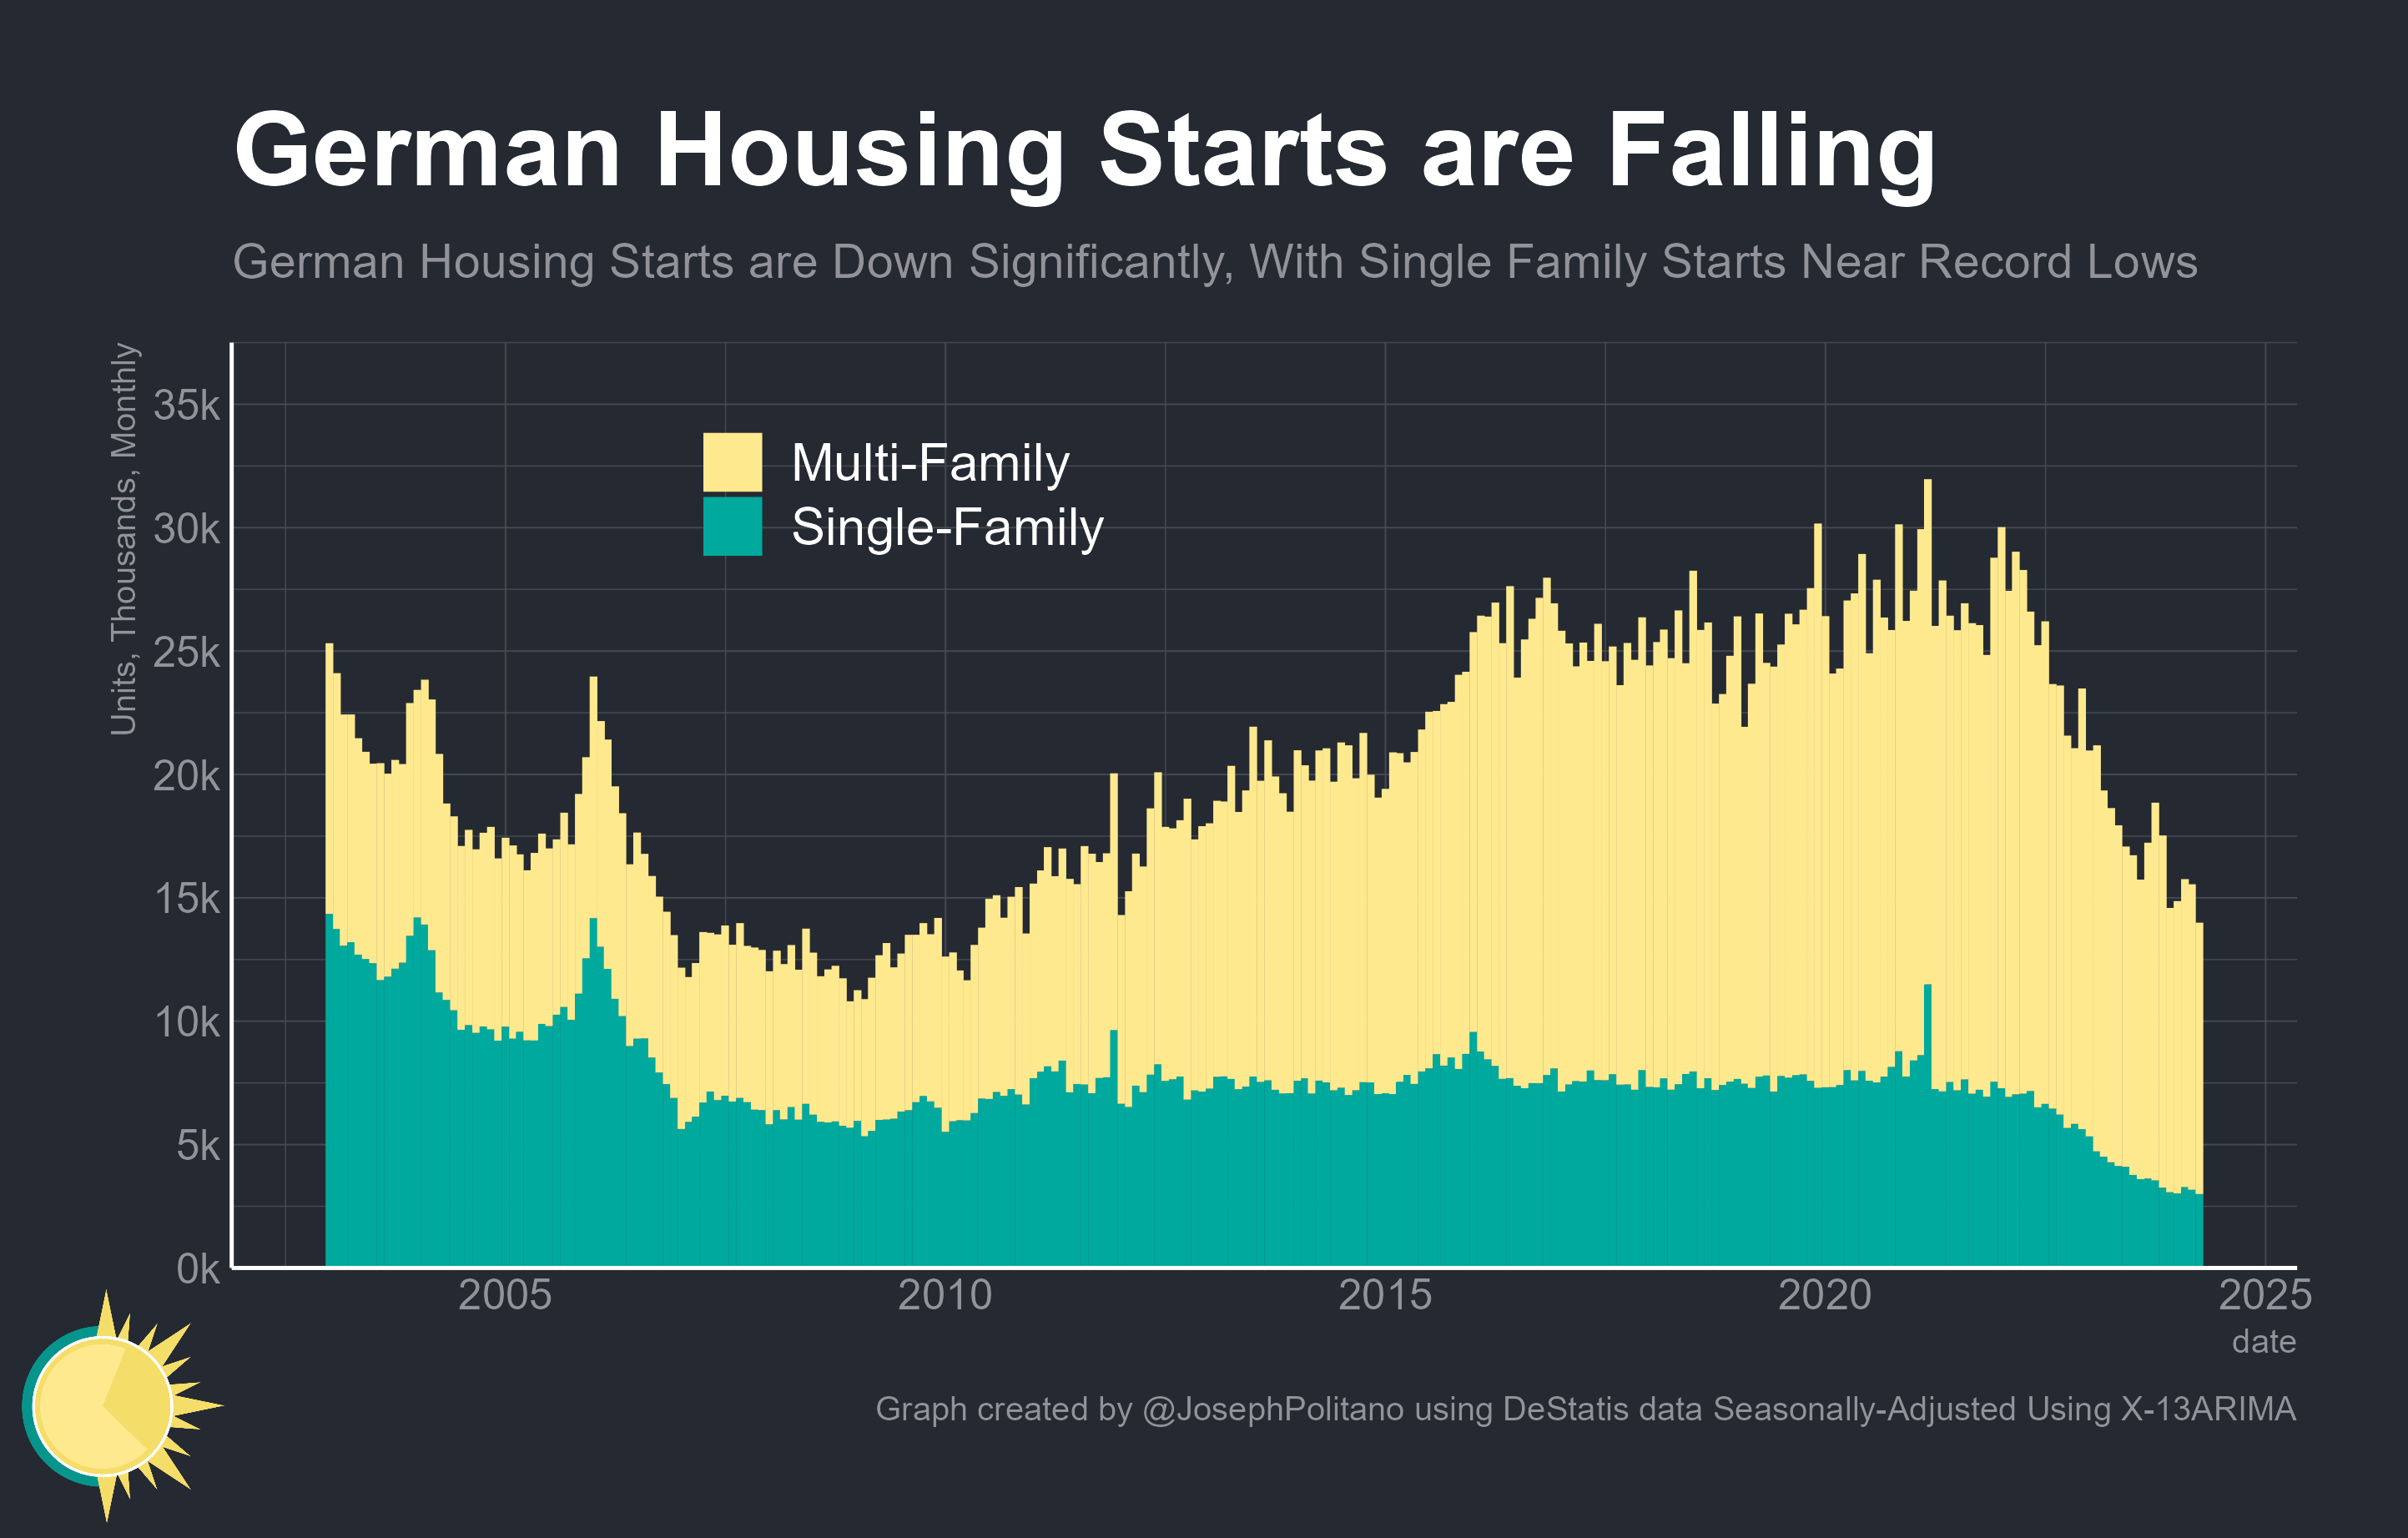 German Housing Starts are Falling
German Housing Starts are Down Significantly, With Single Family Starts Near Record Lows
Units, Thousands, Monthly
35k
30k
25k
20k
15k
10k
5k
0k
Multi-Family
Single-Family
2005
2010
2015
2020
2025
date
Graph created by @JosephPolitano using DeStatis data Seasonally-Adjusted Using X-13ARIMA